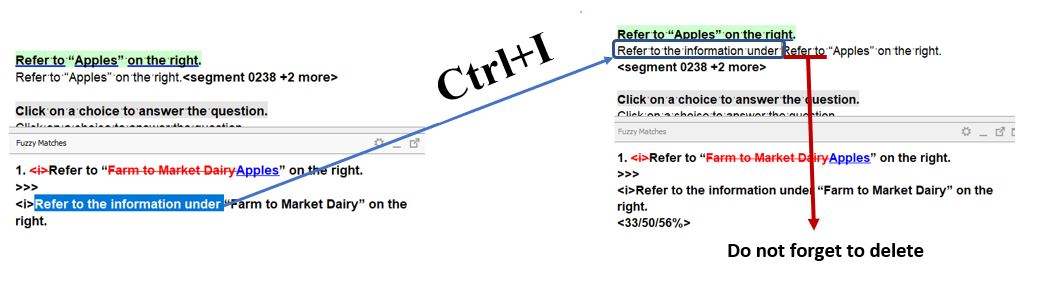 Refer to “Apples” on the right.
Refer to “Apples” on the right.<segment 0238 +2 more>
Click on a choice to answer the question.
Click on a choice to answer the question
Fuzzy Matches
1. <i>Refer to “Farm to Market DairyApples” on the right.
>>>
<i>Refer to the information under “Farm to Market Dairy” on the
right.
Ctrl+I
Refer to “Apples” on the right.
Refer to the information under Refer to “Apples” on the right.
<segment 0238 +2 more>
Click on a choice to answer the question.
Click on a choice to answer the question
Fuzzy Matches
1. <i>Refer to “Farm to Market DairyApples” on the right.
>>>
<i>Refer to the information under “Farm to Market Dairy” on the
right.
<33/50/56%>
Do not forget to delete